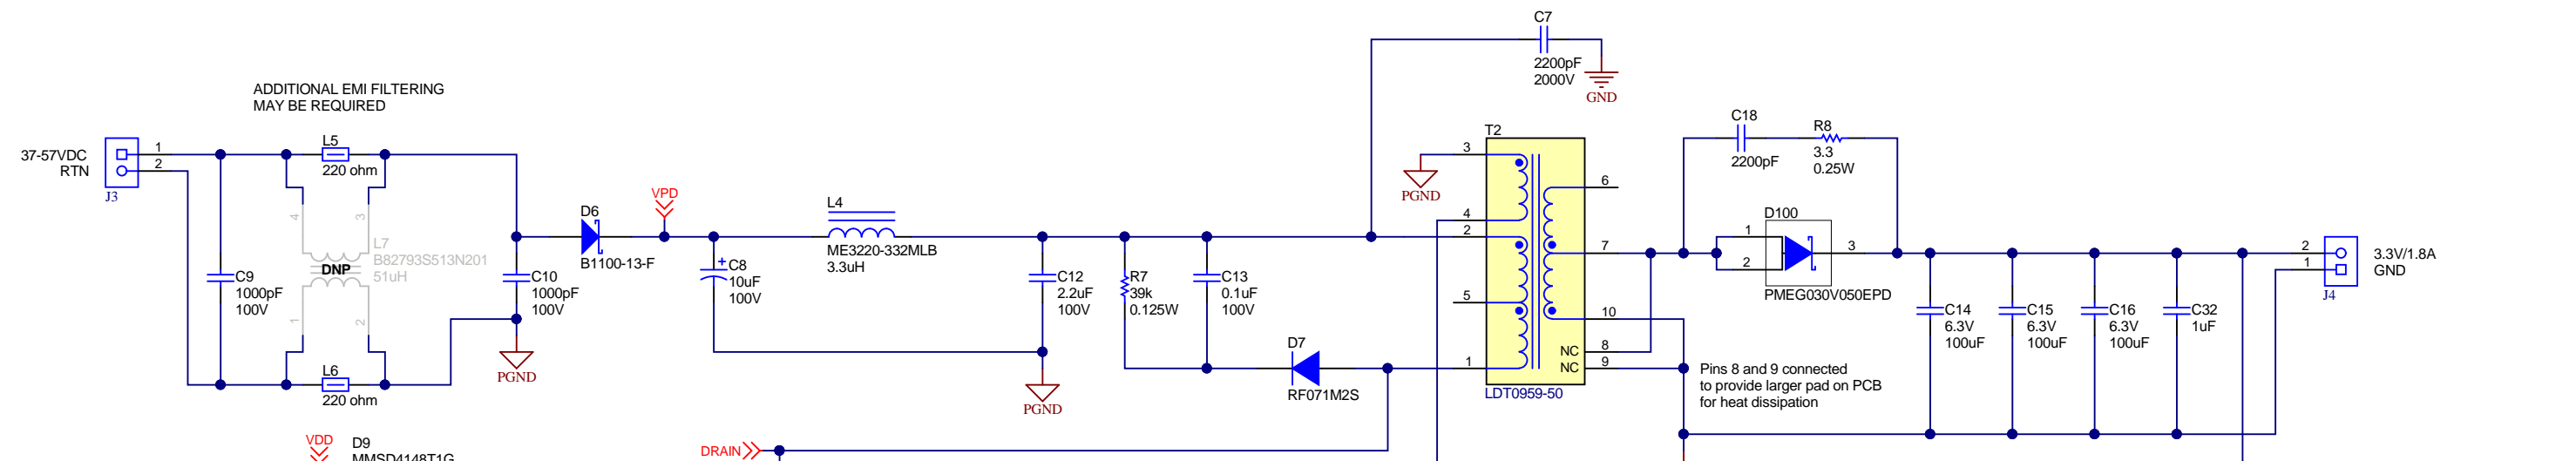 C7
2200pF
2000V
GND
ADDITIONAL EMI FILTERING
MAY BE REQUIRED
37-57VDC
RTN
1
2
J3
L5
220 ohm
4
3
L7
B82793S513N201
51uH
DNP
1
2
C9
1000pF
100V
L6
220 ohm
C10
1000pF
100V
PGND
D6
B1100-13-F
VPD
C8
10uF
100V
+
L4
ME3220-332MLB
3.3uH
C12
2.2uF
100V
PGND
R7
39k
0.125W
C13
0.1uF
100V
D7
RF071M2S
DRAIN
VDD
D9
MMSD4148T1G
PGND
T2
3
4
2
5
1
6
7
10
NC 8
NC 9
LDT0959-50
C18
2200pF
R8
3.3
0.25W
D100
1
2
3
PMEG030V050EPD
Pins 8 and 9 connected
to provide larger pad on PCB
for heat dissipation
C14
6.3V
100uF
C15
6.3V
100uF
C16
6.3V
100uF
C32
1uF
2
1
J4
3.3V/1.8A
GND